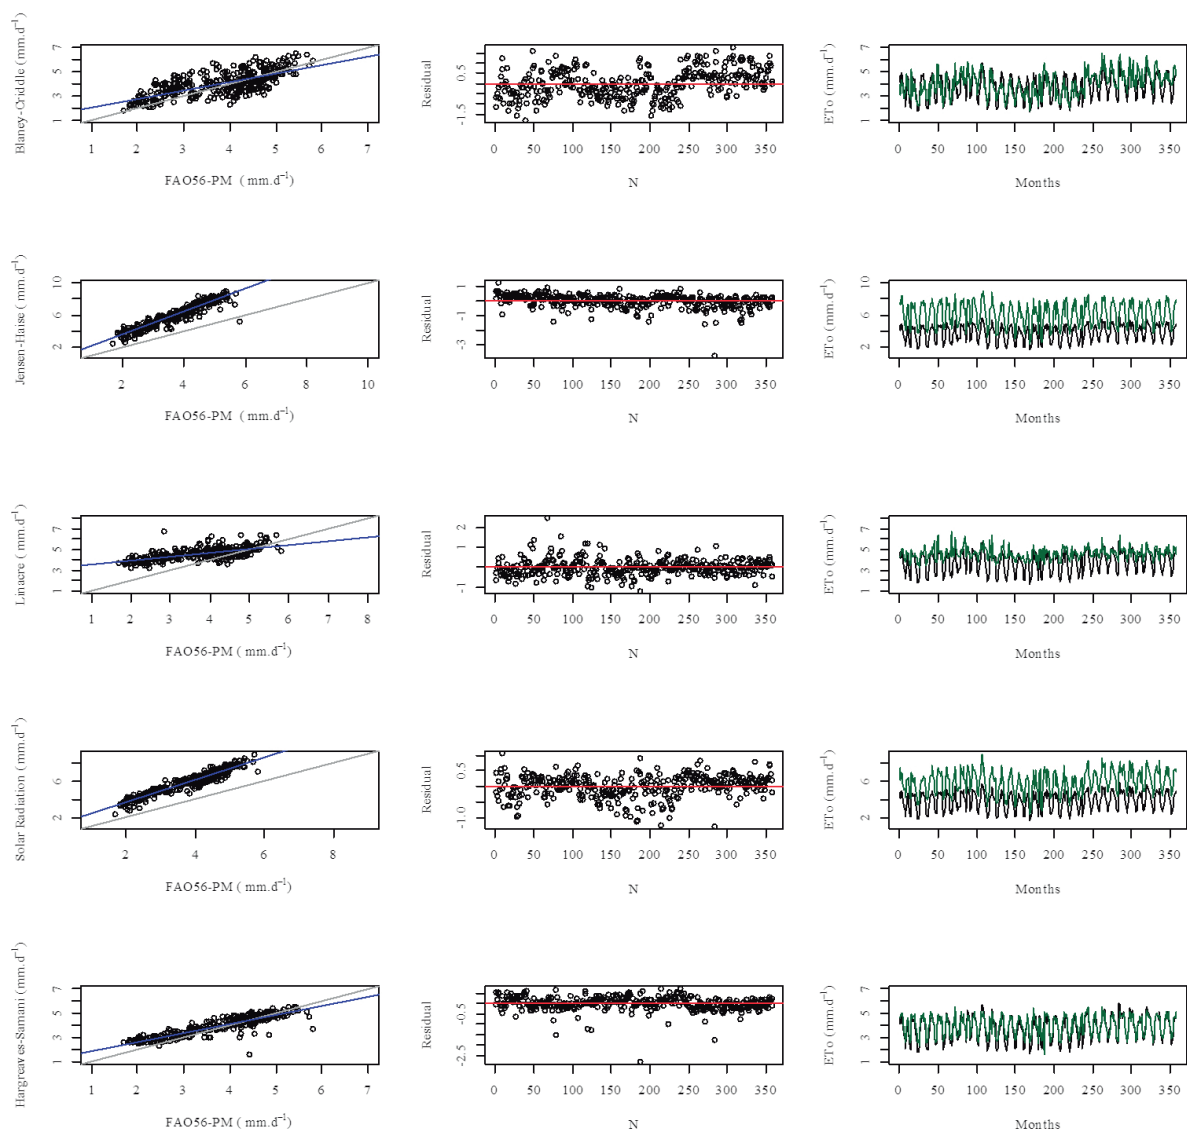 Blaney-Criddle (mm.d⁻¹)
7
5
3
1
1 2 3 4 5 6 7
FAO56-PM ( mm.d⁻¹)
Residual
0.5
-1.5
0 50 100 150 200 250 300 350
N
ETo (mm.d⁻¹)
7
5
3
1
0 50 100 150 200 250 300 350
Months
Jensen-Haise ( mm.d⁻¹)
10
6
2
2 4 6 8 10
FAO56-PM ( mm.d⁻¹)
Residual
1
-1
-3
0 50 100 150 200 250 300 350
N
ETo (mm.d⁻¹)
10
6
2
0 50 100 150 200 250 300 350
Months
Linacre ( mm.d⁻¹)
7
5
3
1
1 2 3 4 5 6 7 8
FAO56-PM ( mm.d⁻¹)
Residual
2
1
-1
0 50 100 150 200 250 300 350
N
ETo (mm.d⁻¹)
7
5
3
1
0 50 100 150 200 250 300 350
Months
Solar Radiation ( mm.d⁻¹)
6
2
2 4 6 8
FAO56-PM ( mm.d⁻¹)
Residual
0.5
-1.0
0 50 100 150 200 250 300 350
N
ETo (mm.d⁻¹)
6
2
0 50 100 150 200 250 300 350
Months
Hargreaves-Samani ( mm.d⁻¹)
7
5
3
1
1 2 3 4 5 6 7
FAO56-PM ( mm.d⁻¹)
Residual
-0.5
-2.5
0 50 100 150 200 250 300 350
N
ETo (mm.d⁻¹)
7
5
3
1
0 50 100 150 200 250 300 350
Months